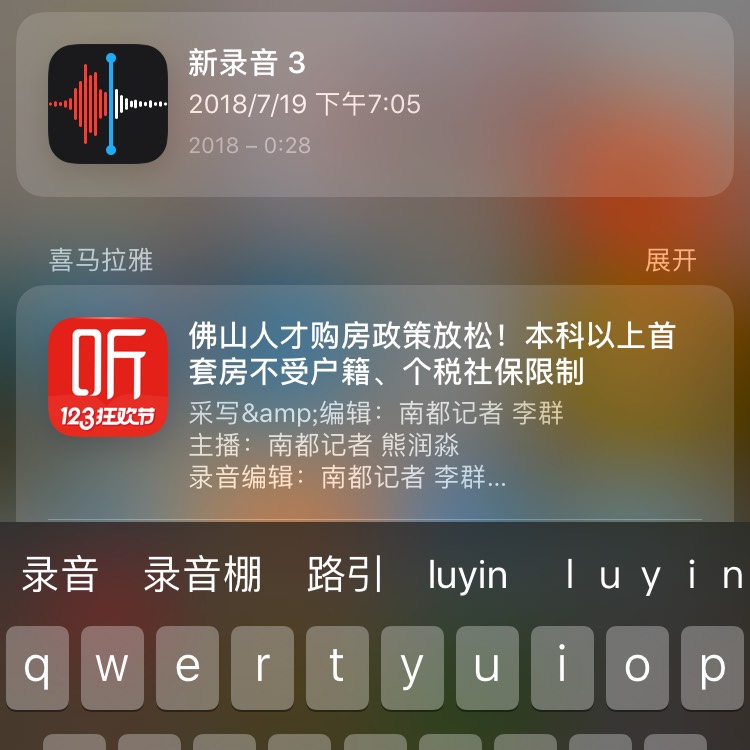 新录音 3
2018/7/19 下午7:05
2018 – 0:28
喜马拉雅 展开
听
123狂欢节
佛山人才购房政策放松！本科以上首
套房不受户籍、个税社保限制
采写&amp;编辑：南都记者 李群
主播：南都记者 熊润淼
录音编辑：南都记者 李群...
录音 录音棚 路引 luyin l u y i n
q w e r t y u i o p